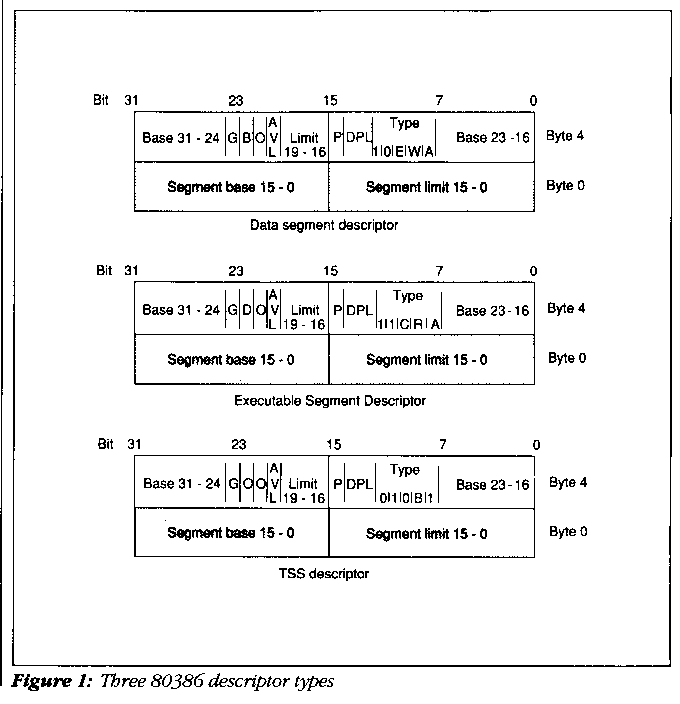 Bit 31 23 15 7 0
Base 31 - 24 G B O AVL Limit 19 - 16 P DPL Type 1 0 E W A Base 23 -16 Byte 4
Segment base 15 - 0 Segment limit 15 - 0 Byte 0
Data segment descriptor
Bit 31 23 15 7 0
Base 31 - 24 G D O AVL Limit 19 - 16 P DPL Type 1 1 C R A Base 23 - 16 Byte 4
Segment base 15 - 0 Segment limit 15 - 0 Byte 0
Executable Segment Descriptor
Bit 31 23 15 7 0
Base 31 - 24 G O O AVL Limit 19 - 16 P DPL Type 0 1 0 B 1 Base 23 - 16 Byte 4
Segment base 15 - 0 Segment limit 15 - 0 Byte 0
TSS descriptor
Figure 1: Three 80386 descriptor types